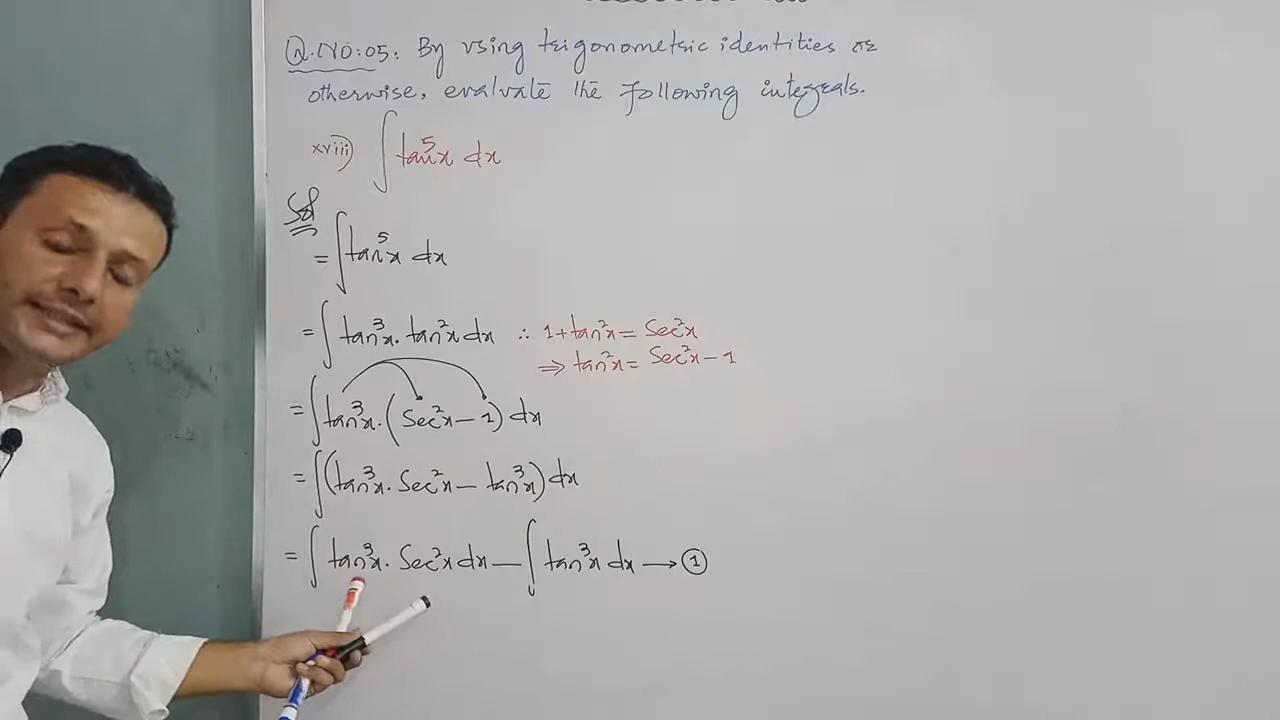 Q.NO:05. By using trigonometric identities or
otherwise, evaluate the following integrals.
xviii) ∫ tan⁵x dx
Sol
= ∫ tan⁵x dx
= ∫ tan³x. tan²x dx ∴ 1+tan²x = Sec²x
⇒ tan²x = Sec²x − 1
= ∫ tan³x. (Sec²x − 1) dx
= ∫ (tan³x. Sec²x − tan³x) dx
= ∫ tan³x. Sec²x dx − ∫ tan³x dx → ①